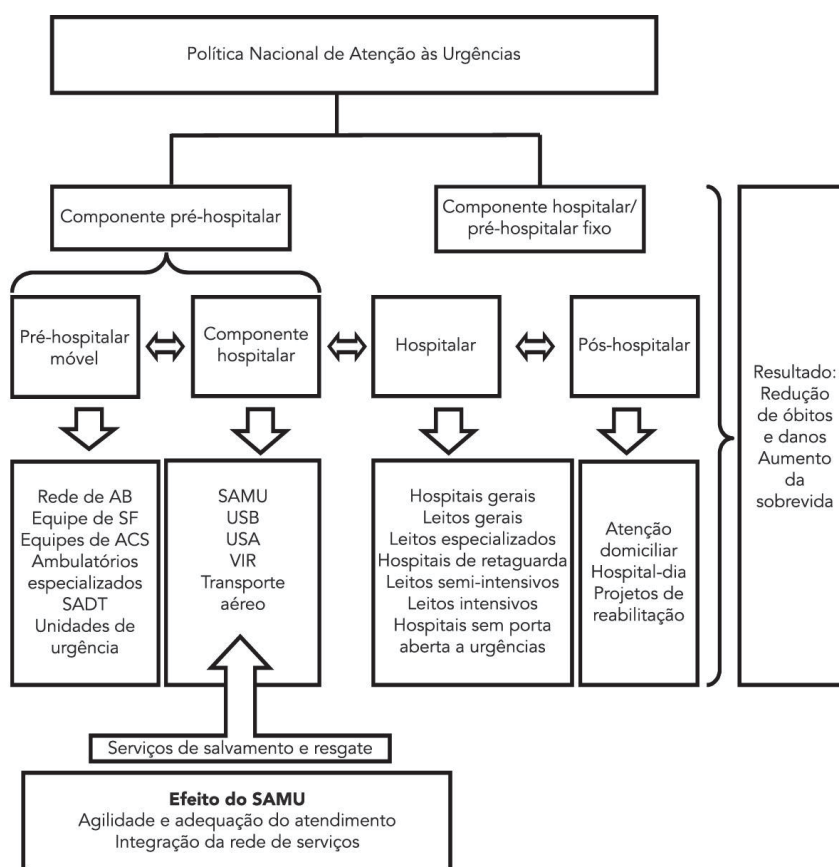 Política Nacional de Atenção às Urgências
Componente pré-hospitalar
Componente hospitalar/
pré-hospitalar fixo
Pré-hospitalar
móvel
Componente
hospitalar
Hospitalar
Pós-hospitalar
Rede de AB
Equipe de SF
Equipes de ACS
Ambulatórios
especializados
SADT
Unidades de
urgência
SAMU
USB
USA
VIR
Transporte
aéreo
Hospitais gerais
Leitos gerais
Leitos especializados
Hospitais de retaguarda
Leitos semi-intensivos
Leitos intensivos
Hospitais sem porta
aberta a urgências
Atenção
domiciliar
Hospital-dia
Projetos de
reabilitação
Resultado:
Redução
de óbitos
e danos
Aumento
da
sobrevida
Serviços de salvamento e resgate
Efeito do SAMU
Agilidade e adequação do atendimento
Integração da rede de serviços